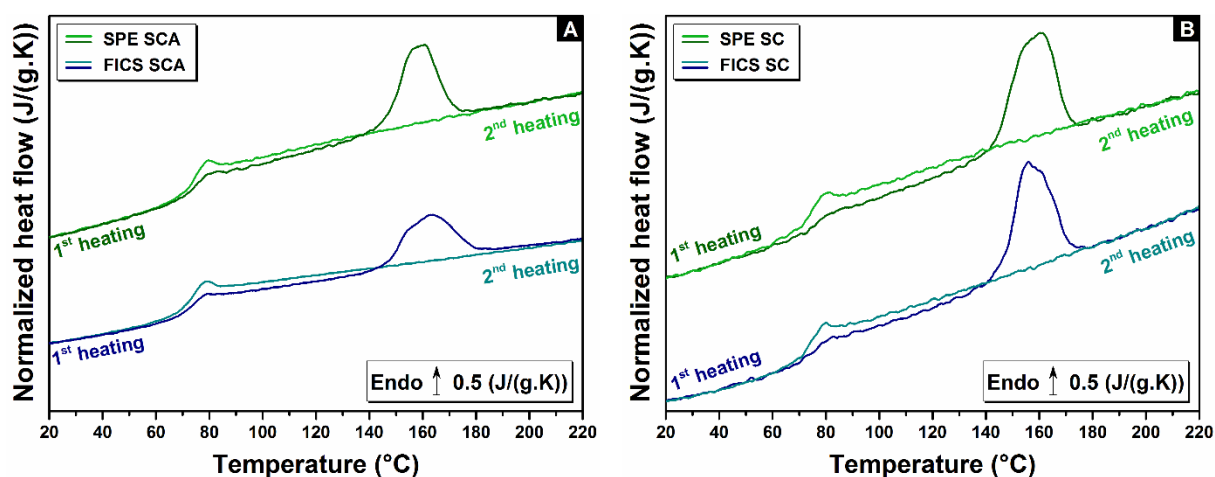 Normalized heat flow (J/(g.K))
SPE SCA
FICS SCA
A
2nd heating
1st heating
2nd heating
1st heating
Endo ↑ 0.5 (J/(g.K))
20 40 60 80 100 120 140 160 180 200 220
Temperature (°C)
Normalized heat flow (J/(g.K))
SPE SC
FICS SC
B
2nd heating
1st heating
2nd heating
1st heating
Endo ↑ 0.5 (J/(g.K))
20 40 60 80 100 120 140 160 180 200 220
Temperature (°C)